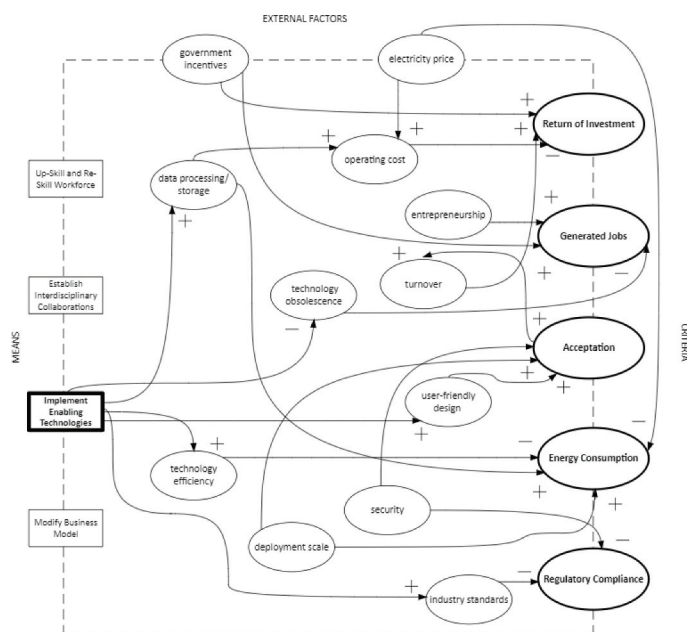 EXTERNAL FACTORS
government
incentives
electricity price
+
+
Return of Investment
+
+
+
operating cost
−
Up-Skill and Re-
Skill Workforce
data processing/
storage
+
+
entrepreneurship
Generated Jobs
+
+
−
Establish
Interdisciplinary
Collaborations
technology
obsolescence
turnover
−
+
Acceptation
MEANS
CRITERIA
+
+
Implement
Enabling
Technologies
user-friendly
design
+
−
+
−
Energy Consumption
technology
efficiency
+
+
security
Modify Business
Model
deployment scale
−
Regulatory Compliance
+
−
industry standards